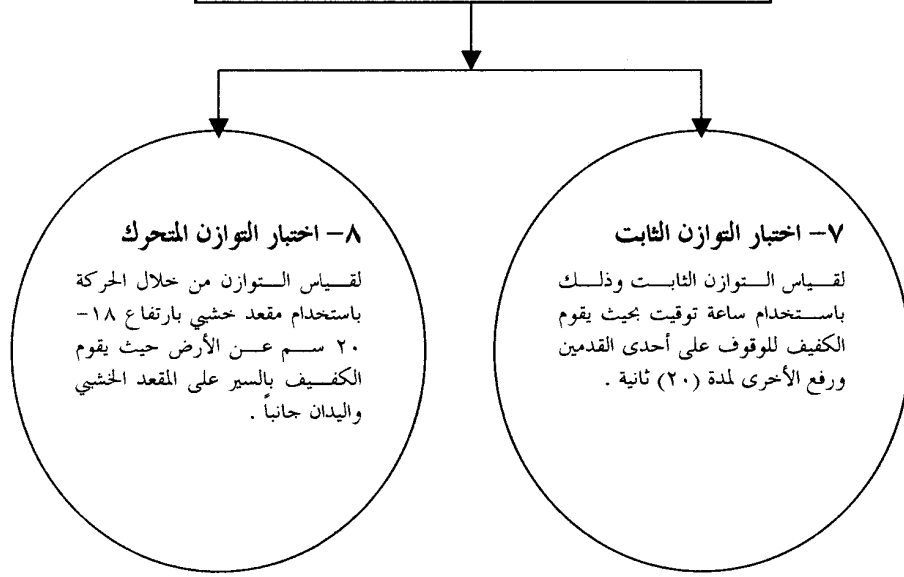 ٧– اختبار التوازن الثابت
لقياس التوازن الثابت وذلك
باستخدام ساعة توقيت بحيث يقوم
الكفيف للوقوف على أحدى القدمين
ورفع الأخرى لمدة (٢٠) ثانية .
٨– اختبار التوازن المتحرك
لقياس التوازن من خلال الحركة
باستخدام مقعد خشبي بارتفاع ١٨–
٢٠ سم عن الأرض حيث يقوم
الكفيف بالسير على المقعد الخشبي
واليدان جانباً .